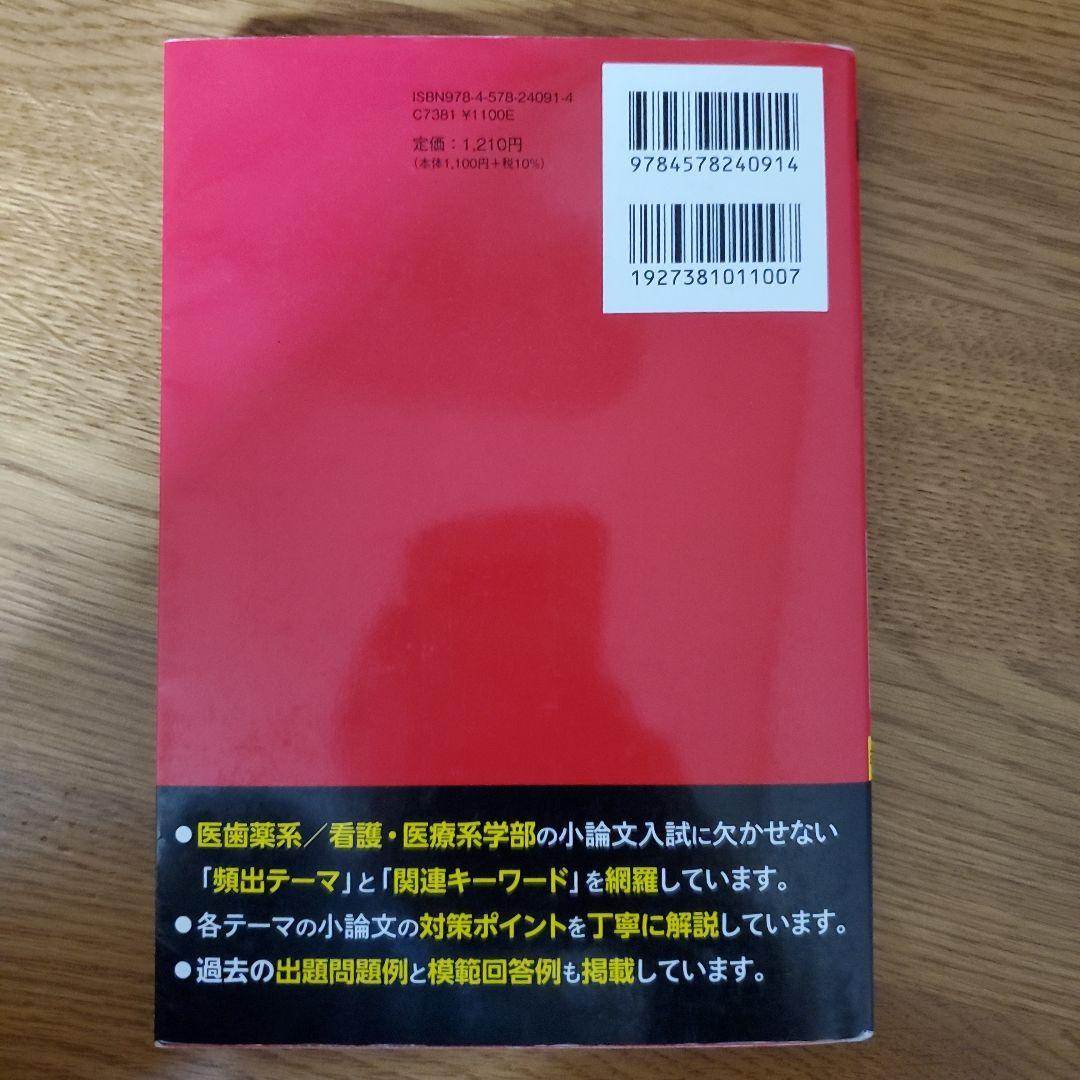 ISBN978-4-578-24091-4
C7381 ¥1100E
定価：1,210円
（本体1,100円＋税10%）
9784578240914
1927381011007
●医歯薬系／看護・医療系学部の小論文入試に欠かせない
「頻出テーマ」と「関連キーワード」を網羅しています。
●各テーマの小論文の対策ポイントを丁寧に解説しています。
●過去の出題問題例と模範回答例も掲載しています。